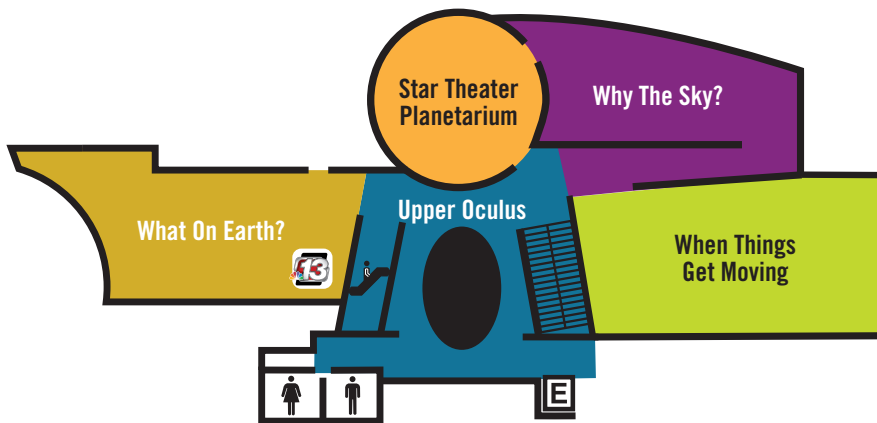 Star Theater
Planetarium
Why The Sky?
What On Earth?
Upper Oculus
When Things
Get Moving
13
E